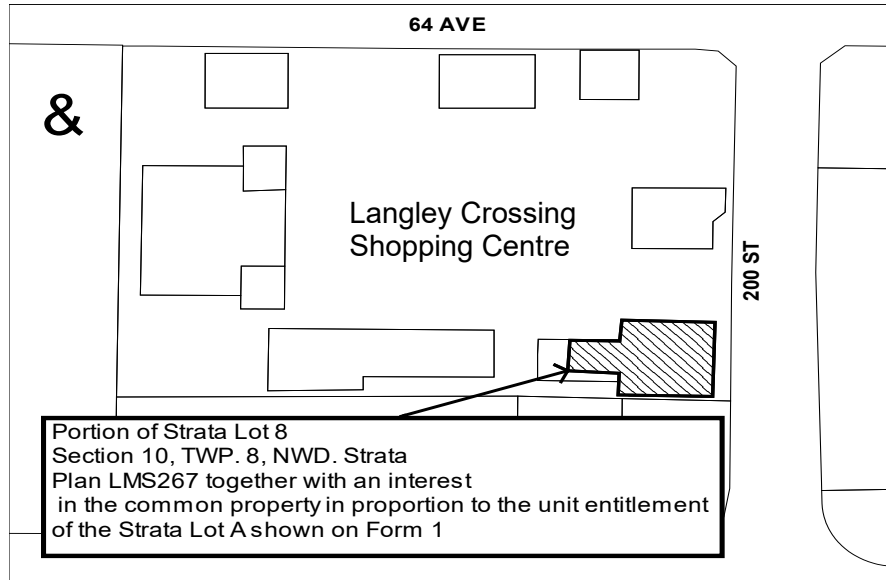 64 AVE
&
Langley Crossing
Shopping Centre
200 ST
Portion of Strata Lot 8
Section 10, TWP. 8, NWD. Strata
Plan LMS267 together with an interest
in the common property in proportion to the unit entitlement
of the Strata Lot A shown on Form 1